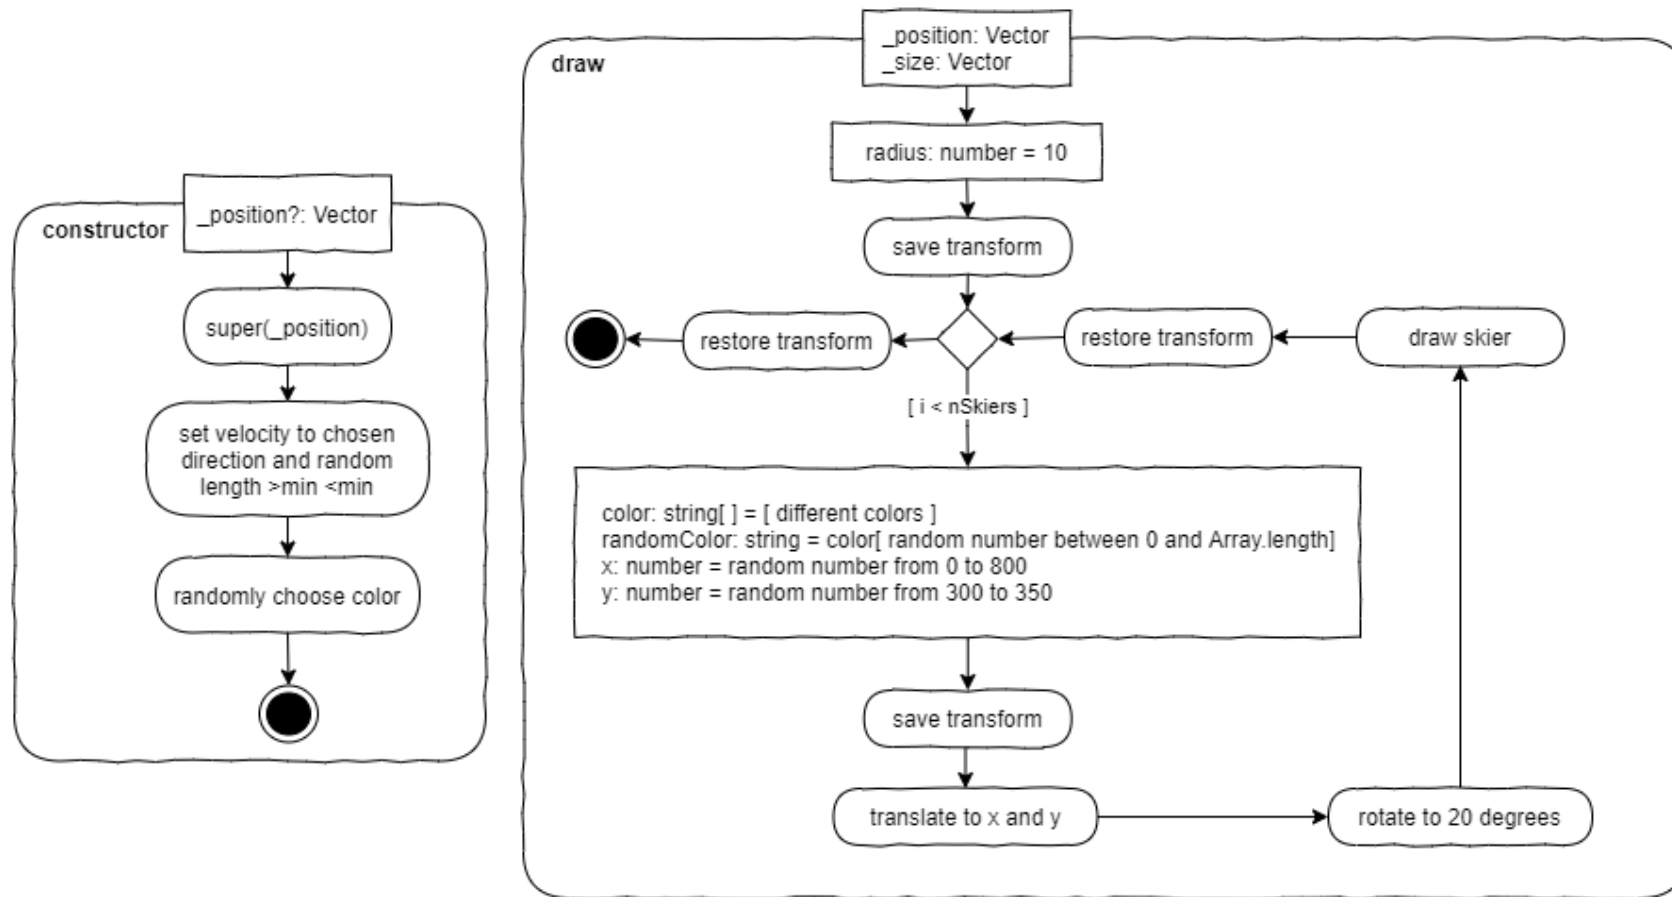 constructor
_position?: Vector
super(_position)
set velocity to chosen
direction and random
length >min <min
randomly choose color
draw
_position: Vector
_size: Vector
radius: number = 10
save transform
restore transform
restore transform
draw skier
[ i < nSkiers ]
color: string[ ] = [ different colors ]
randomColor: string = color[ random number between 0 and Array.length]
x: number = random number from 0 to 800
y: number = random number from 300 to 350
save transform
translate to x and y
rotate to 20 degrees